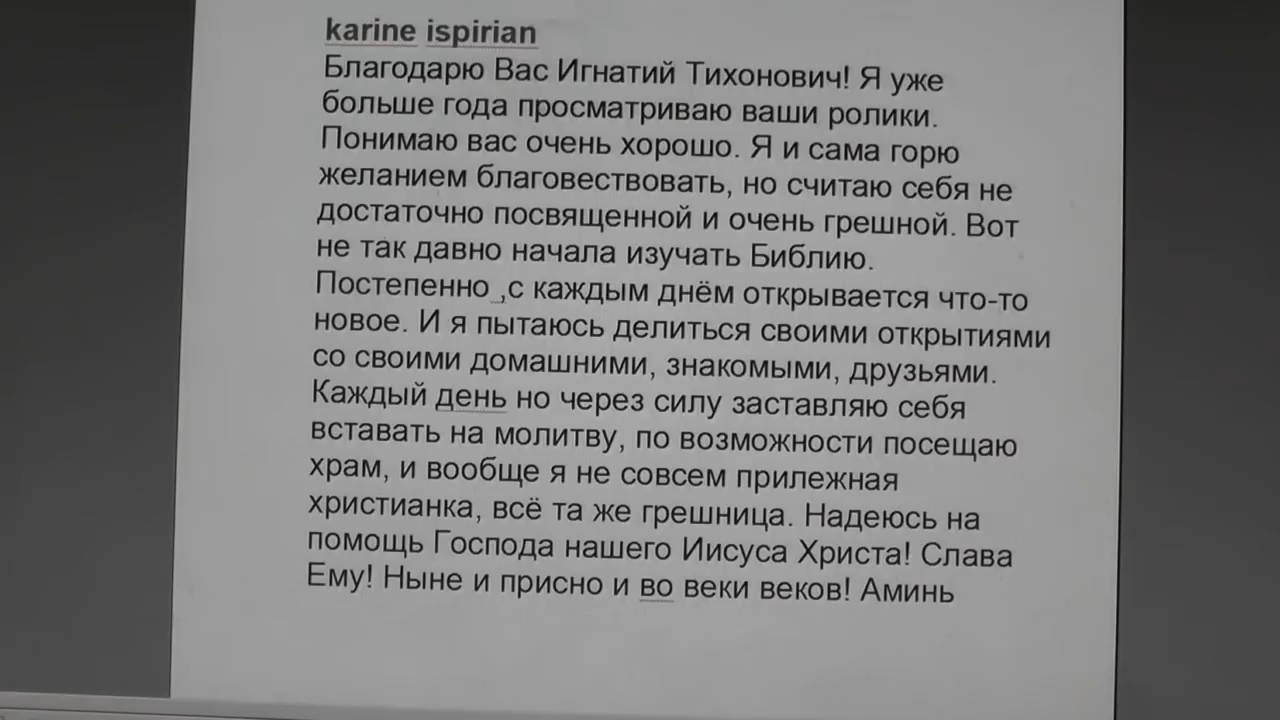 karine ispirian
Благодарю Вас Игнатий Тихонович! Я уже
больше года просматриваю ваши ролики.
Понимаю вас очень хорошо. Я и сама горю
желанием благовествовать, но считаю себя не
достаточно посвященной и очень грешной. Вот
не так давно начала изучать Библию.
Постепенно ,с каждым днём открывается что-то
новое. И я пытаюсь делиться своими открытиями
со своими домашними, знакомыми, друзьями.
Каждый день но через силу заставляю себя
вставать на молитву, по возможности посещаю
храм, и вообще я не совсем прилежная
христианка, всё та же грешница. Надеюсь на
помощь Господа нашего Иисуса Христа! Слава
Ему! Ныне и присно и во веки веков! Аминь